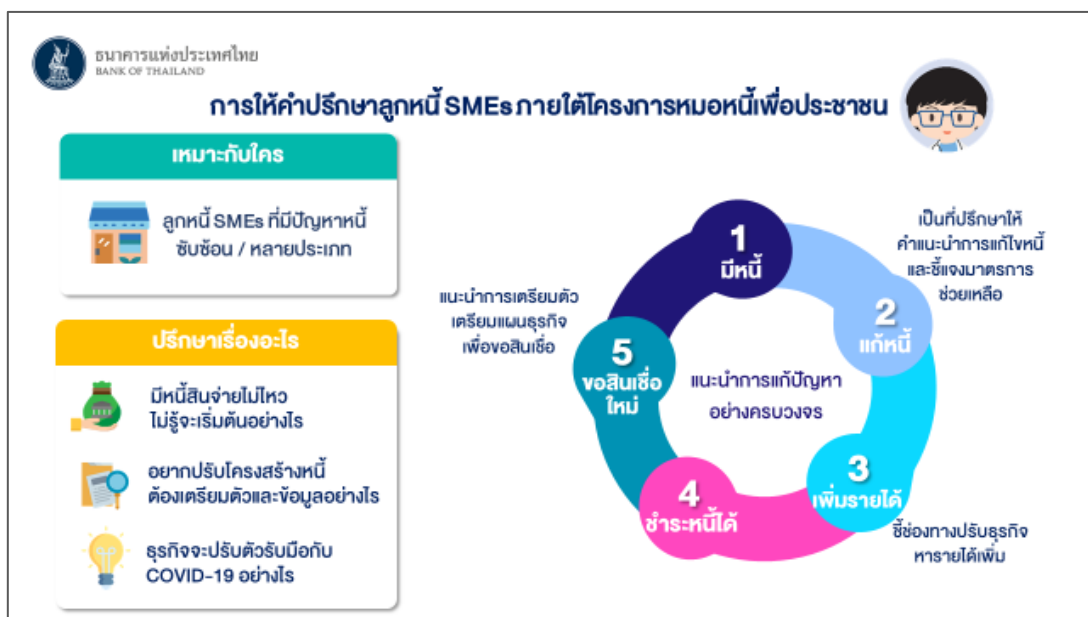 ธนาคารแห่งประเทศไทย
BANK OF THAILAND
การให้คำปรึกษาลูกหนี้ SMEs ภายใต้โครงการหมอหนี้เพื่อประชาชน
เหมาะกับใคร
ลูกหนี้ SMEs ที่มีปัญหาหนี้
ซับซ้อน / หลายประเภท
ปรึกษาเรื่องอะไร
มีหนี้สินจ่ายไม่ไหว
ไม่รู้จะเริ่มต้นอย่างไร
อยากปรับโครงสร้างหนี้
ต้องเตรียมตัวและข้อมูลอย่างไร
ธุรกิจจะปรับตัวรับมือกับ
COVID-19 อย่างไร
1
มีหนี้
เป็นที่ปรึกษาให้
คำแนะนำการแก้ไขหนี้
และชี้แจงมาตรการ
ช่วยเหลือ
2
แก้หนี้
3
เพิ่มรายได้
ชี้ช่องทางปรับธุรกิจ
หารายได้เพิ่ม
4
ชำระหนี้ได้
5
ขอสินเชื่อ
ใหม่
แนะนำการเตรียมตัว
เตรียมแผนธุรกิจ
เพื่อขอสินเชื่อ
แนะนำการแก้ปัญหา
อย่างครบวงจร